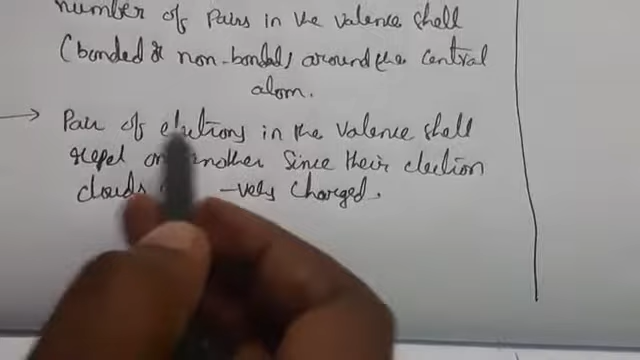 number of pairs in the valence shell
(bonded & non-bonded) around the central
atom.
→ Pair of electrons in the valence shell
repel another since their electron
clouds -vely charged.